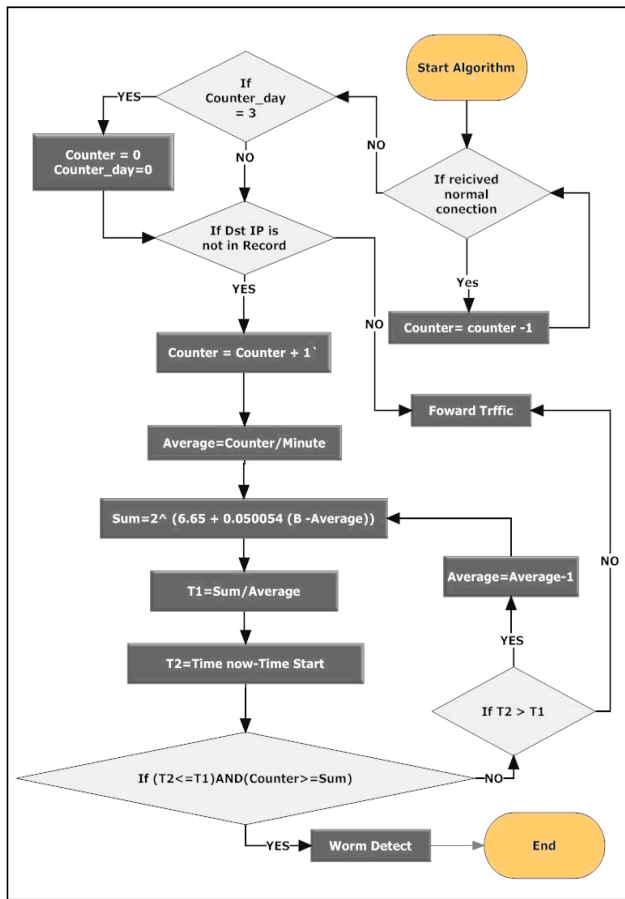 Start Algorithm
If reicived
normal
conection
Yes
Counter= counter -1
NO
If
Counter_day
= 3
YES
Counter = 0
Counter_day=0
NO
If Dst IP is
not in Record
NO
Foward Trffic
YES
Counter = Counter + 1`
Average=Counter/Minute
Sum=2^ (6.65 + 0.050054 (B -Average))
T1=Sum/Average
T2=Time now-Time Start
If (T2<=T1)AND(Counter>=Sum)
NO
If T2 > T1
YES
Average=Average-1
NO
YES
Worm Detect
End